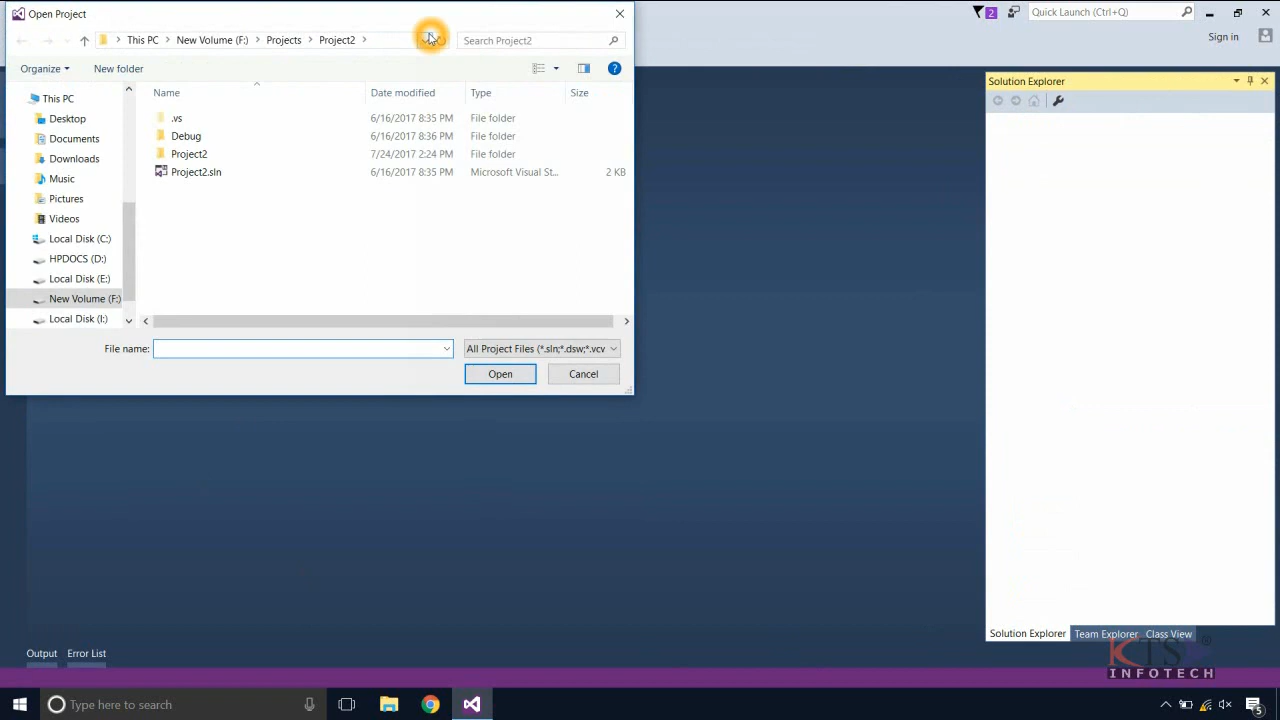 Open Project
2
Quick Launch (Ctrl+Q)
This PC
New Volume (F:)
Projects
Project2
Search Project2
Sign in
Organize
New folder
?
Solution Explorer
Name
Date modified
Type
Size
This PC
Desktop
Documents
Downloads
Music
Pictures
Videos
Local Disk (C:)
HPDOCS (D:)
Local Disk (E:)
New Volume (F:)
Local Disk (I:)
.vs
6/16/2017 8:35 PM
File folder
Debug
6/16/2017 8:36 PM
File folder
Project2
7/24/2017 2:24 PM
File folder
Project2.sln
6/16/2017 8:35 PM
Microsoft Visual St...
2 KB
File name:
All Project Files (*.sln;*.dsw;*.vcv
Open
Cancel
Solution Explorer
Team Explorer
Class View
Output
Error List
KTS
INFOTECH
Type here to search
5